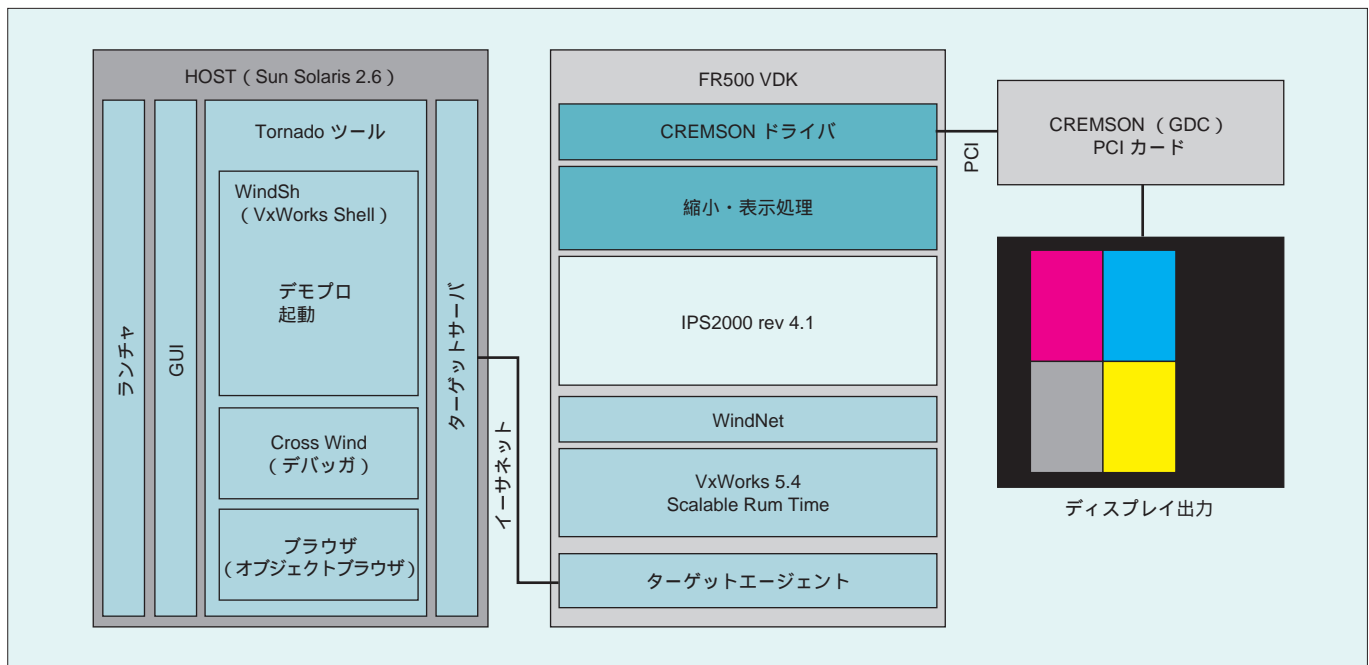 HOST（Sun Solaris 2.6）
ランチャ
GUI
Tornado ツール
WindSh
（VxWorks Shell）
デモプロ
起動
Cross Wind
（デバッガ）
ブラウザ
（オブジェクトブラウザ）
ターゲットサーバ
イーサネット
FR500 VDK
CREMSON ドライバ
縮小・表示処理
IPS2000 rev 4.1
WindNet
VxWorks 5.4
Scalable Rum Time
ターゲットエージェント
PCI
CREMSON（GDC）
PCI カード
ディスプレイ出力